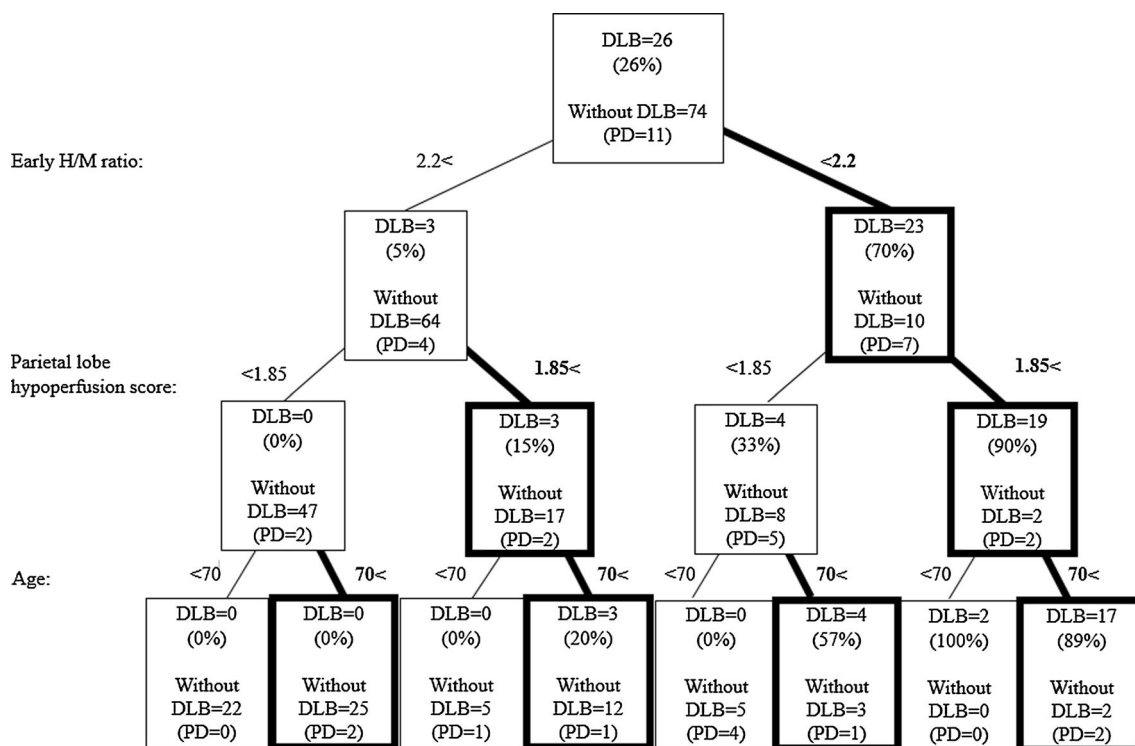 DLB=26
(26%)
Without DLB=74
(PD=11)
Early H/M ratio:
2.2<
<2.2
DLB=3
(5%)
Without
DLB=64
(PD=4)
DLB=23
(70%)
Without
DLB=10
(PD=7)
Parietal lobe
hypoperfusion score:
<1.85
1.85<
<1.85
1.85<
DLB=0
(0%)
Without
DLB=47
(PD=2)
DLB=3
(15%)
Without
DLB=17
(PD=2)
DLB=4
(33%)
Without
DLB=8
(PD=5)
DLB=19
(90%)
Without
DLB=2
(PD=2)
Age:
<70
70<
<70
70<
<70
70<
<70
70<
DLB=0
(0%)
Without
DLB=22
(PD=0)
DLB=0
(0%)
Without
DLB=25
(PD=2)
DLB=0
(0%)
Without
DLB=5
(PD=1)
DLB=3
(20%)
Without
DLB=12
(PD=1)
DLB=0
(0%)
Without
DLB=5
(PD=4)
DLB=4
(57%)
Without
DLB=3
(PD=1)
DLB=2
(100%)
Without
DLB=0
(PD=0)
DLB=17
(89%)
Without
DLB=2
(PD=2)